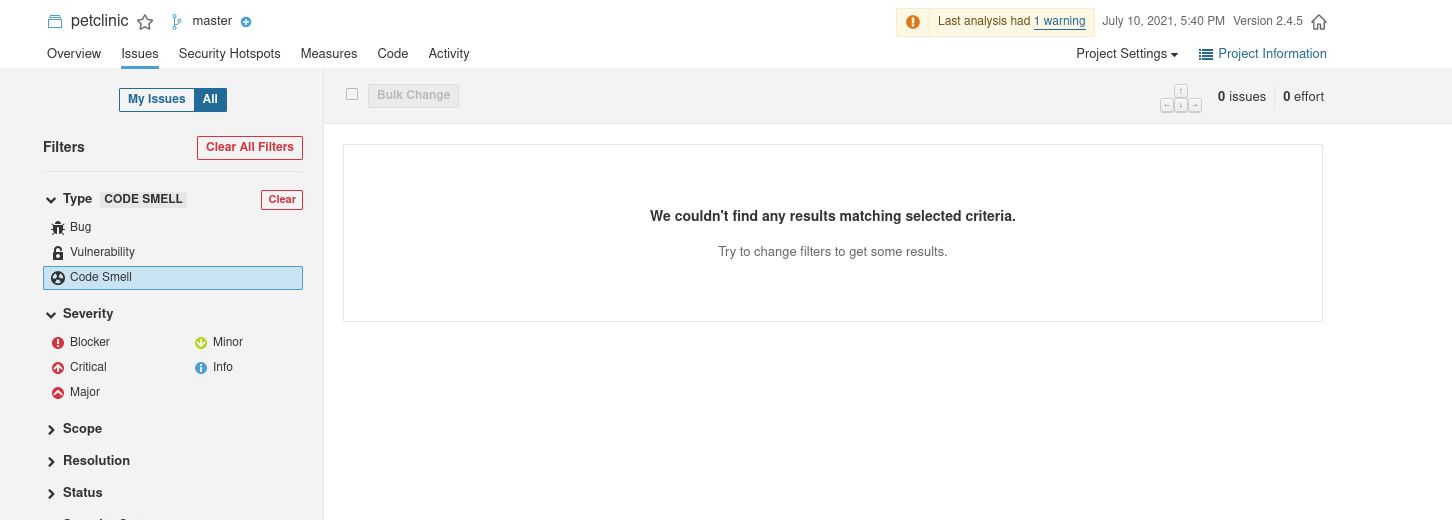 petclinic master
Last analysis had 1 warning July 10, 2021, 5:40 PM Version 2.4.5
Overview Issues Security Hotspots Measures Code Activity
Project Settings Project Information
My Issues All
Bulk Change
↑
← ↓ →
0 issues 0 effort
Filters Clear All Filters
Type CODE SMELL Clear
Bug
Vulnerability
Code Smell
Severity
Blocker Minor
Critical Info
Major
Scope
Resolution
Status
We couldn't find any results matching selected criteria.
Try to change filters to get some results.